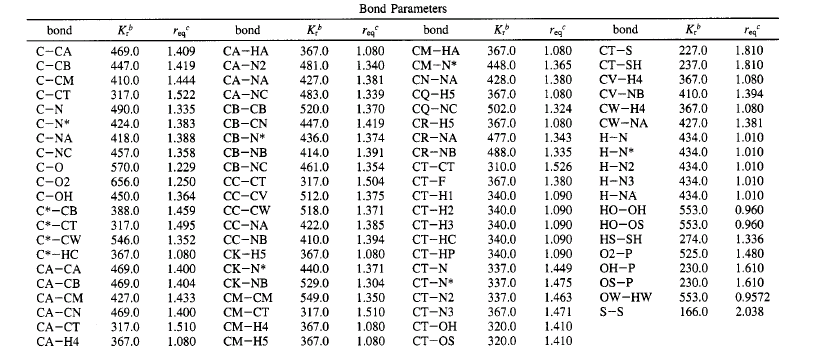 Bond Parameters
bond K_r^b r_eq^c bond K_r^b r_eq^c bond K_r^b r_eq^c bond K_r^b r_eq^c
C−CA 469.0 1.409 CA−HA 367.0 1.080 CM−HA 367.0 1.080 CT−S 227.0 1.810
C−CB 447.0 1.419 CA−N2 481.0 1.340 CM−N* 448.0 1.365 CT−SH 237.0 1.810
C−CM 410.0 1.444 CA−NA 427.0 1.381 CN−NA 428.0 1.380 CV−H4 367.0 1.080
C−CT 317.0 1.522 CA−NC 483.0 1.339 CQ−H5 367.0 1.080 CV−NB 410.0 1.394
C−N 490.0 1.335 CB−CB 520.0 1.370 CQ−NC 502.0 1.324 CW−H4 367.0 1.080
C−N* 424.0 1.383 CB−CN 447.0 1.419 CR−H5 367.0 1.080 CW−NA 427.0 1.381
C−NA 418.0 1.388 CB−N* 436.0 1.374 CR−NA 477.0 1.343 H−N 434.0 1.010
C−NC 457.0 1.358 CB−NB 414.0 1.391 CR−NB 488.0 1.335 H−N* 434.0 1.010
C−O 570.0 1.229 CB−NC 461.0 1.354 CT−CT 310.0 1.526 H−N2 434.0 1.010
C−O2 656.0 1.250 CC−CT 317.0 1.504 CT−F 367.0 1.380 H−N3 434.0 1.010
C−OH 450.0 1.364 CC−CV 512.0 1.375 CT−H1 340.0 1.090 H−NA 434.0 1.010
C*−CB 388.0 1.459 CC−CW 518.0 1.371 CT−H2 340.0 1.090 HO−OH 553.0 0.960
C*−CT 317.0 1.495 CC−NA 422.0 1.385 CT−H3 340.0 1.090 HO−OS 553.0 0.960
C*−CW 546.0 1.352 CC−NB 410.0 1.394 CT−HC 340.0 1.090 HS−SH 274.0 1.336
C*−HC 367.0 1.080 CK−H5 367.0 1.080 CT−HP 340.0 1.090 O2−P 525.0 1.480
CA−CA 469.0 1.400 CK−N* 440.0 1.371 CT−N 337.0 1.449 OH−P 230.0 1.610
CA−CB 469.0 1.404 CK−NB 529.0 1.304 CT−N* 337.0 1.475 OS−P 230.0 1.610
CA−CM 427.0 1.433 CM−CM 549.0 1.350 CT−N2 337.0 1.463 OW−HW 553.0 0.9572
CA−CN 469.0 1.400 CM−CT 317.0 1.510 CT−N3 367.0 1.471 S−S 166.0 2.038
CA−CT 317.0 1.510 CM−H4 367.0 1.080 CT−OH 320.0 1.410
CA−H4 367.0 1.080 CM−H5 367.0 1.080 CT−OS 320.0 1.410